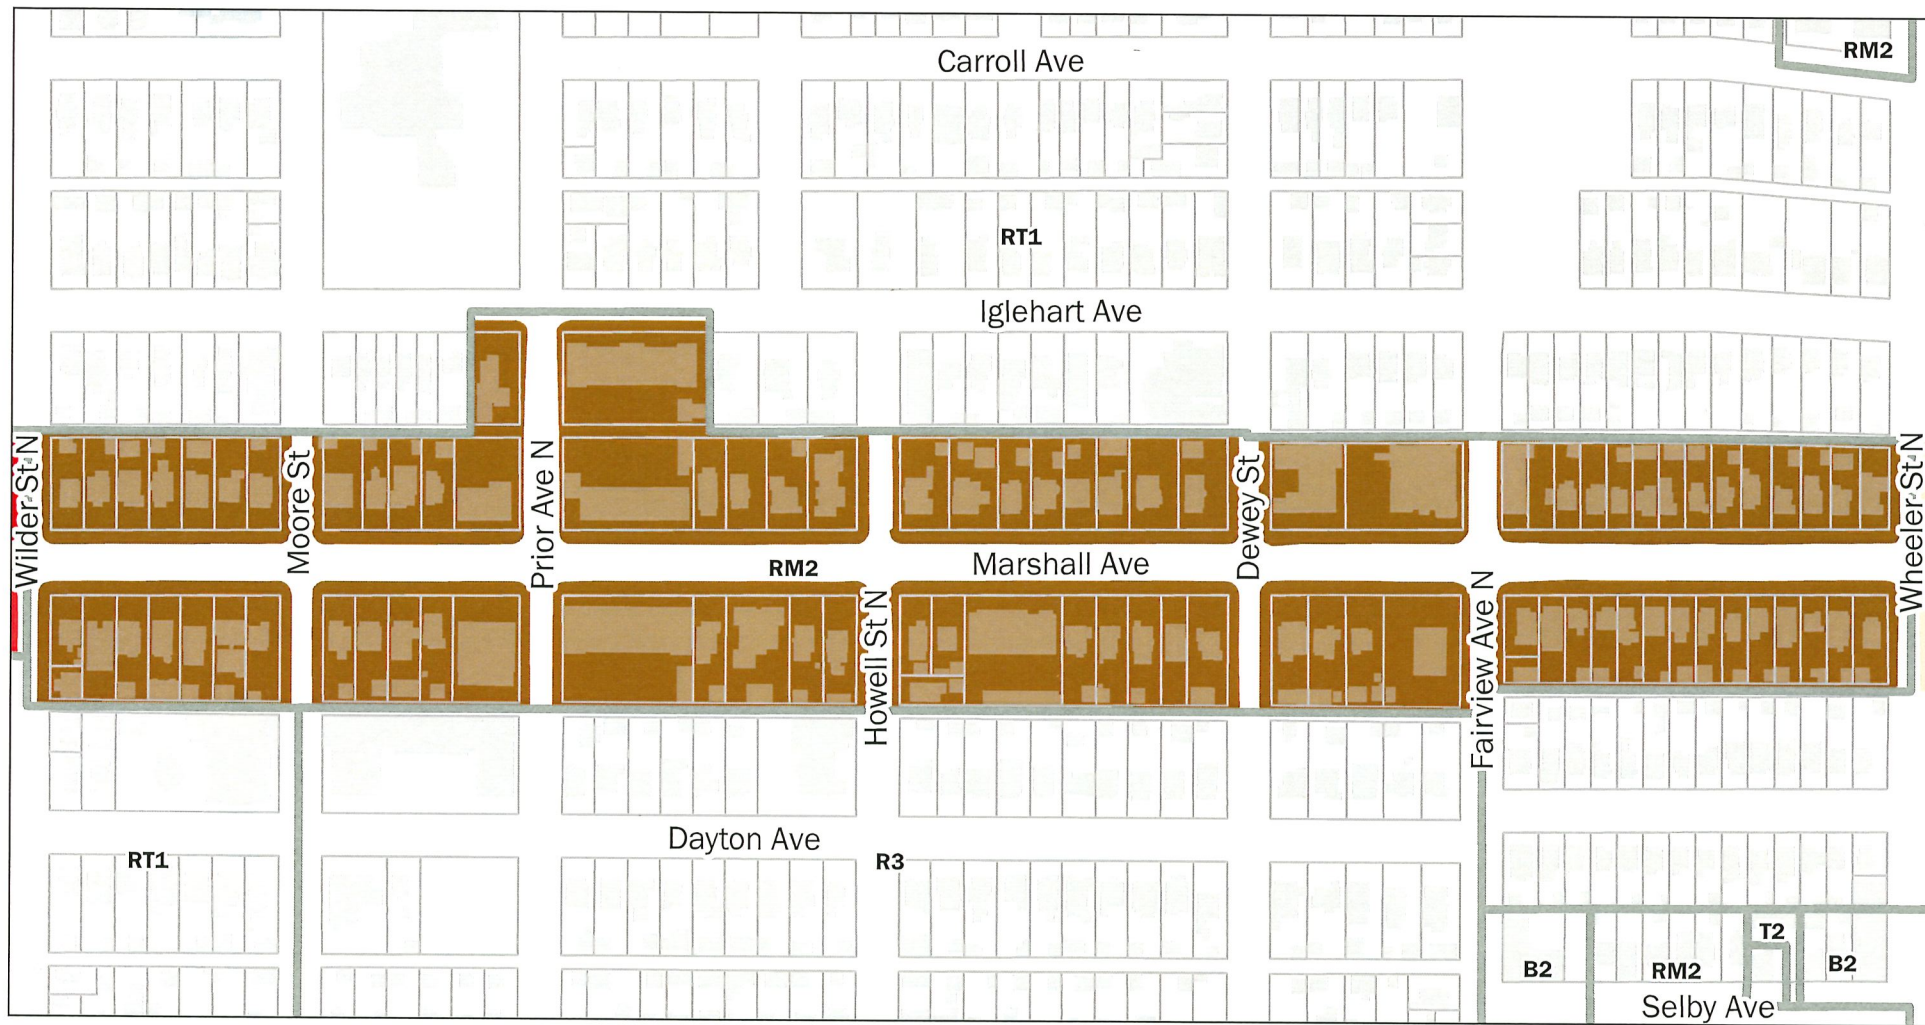 RM2
Carroll Ave
RT1
Iglehart Ave
Wilder St N
Moore St
Prior Ave N
Dewey St
Wheeler St N
RM2
Marshall Ave
Howell St N
Fairview Ave N
Dayton Ave
RT1
R3
T2
B2
RM2
B2
Selby Ave